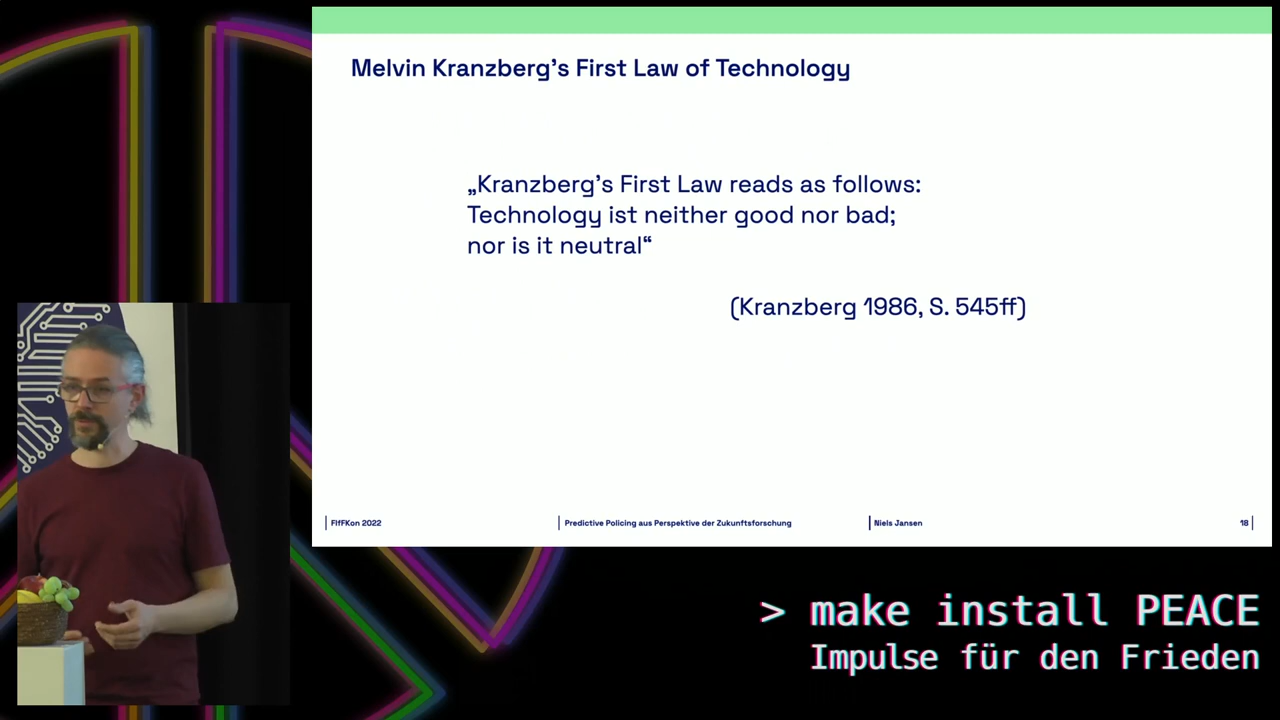 Melvin Kranzberg’s First Law of Technology
„Kranzberg’s First Law reads as follows:
Technology ist neither good nor bad;
nor is it neutral“
(Kranzberg 1986, S. 545ff)
FIfFKon 2022
Predictive Policing aus Perspektive der Zukunftsforschung
Niels Jansen
18
> make install PEACE
Impulse für den Frieden